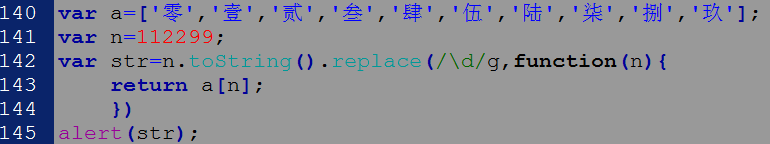 140 var a=['零','壹','贰','叁','肆','伍','陆','柒','捌','玖'];
141 var n=112299;
142 var str=n.toString().replace(/\d/g,function(n){
143     return a[n];
144     })
145 alert(str);